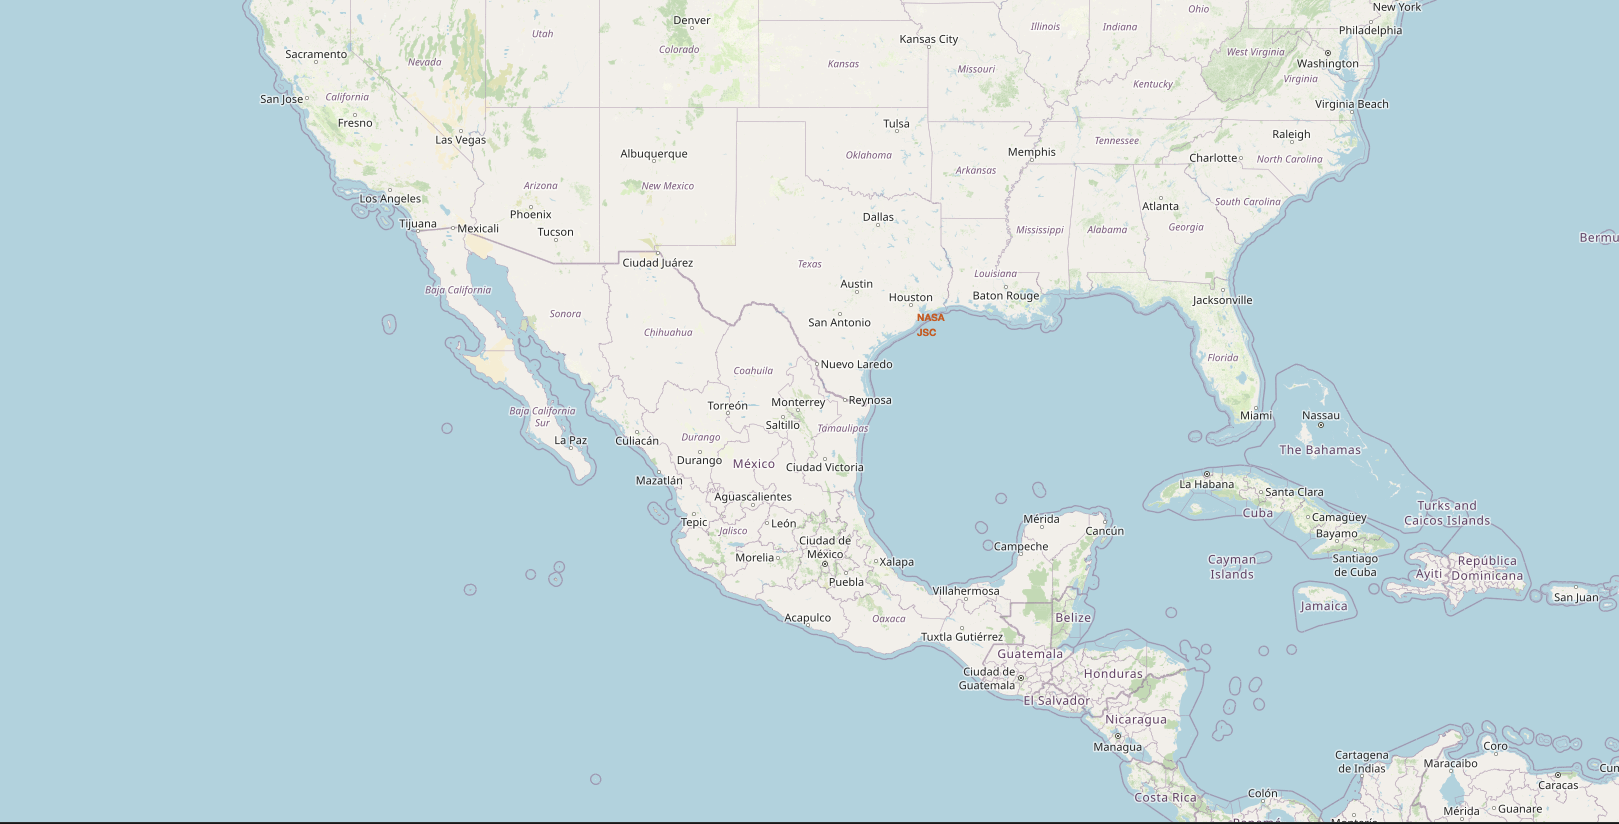 New York
Ohio
Denver
Illinois
Indiana
Philadelphia
Utah
Kansas City
Colorado
Sacramento
West Virginia
Nevada
Kansas
Missouri
Washington
Virginia
Kentucky
San Jose
California
Virginia Beach
Fresno
Tulsa
Raleigh
Las Vegas
Tennessee
Albuquerque
Oklahoma
Memphis
Charlotte
North Carolina
Arkansas
Arizona
New Mexico
Los Angeles
South Carolina
Atlanta
Phoenix
Dallas
Tijuana
Mexicali
Tucson
Mississippi
Alabama
Georgia
Bermu
Ciudad Juárez
Texas
Louisiana
Austin
Baja California
Houston
Baton Rouge
Jacksonville
Sonora
NASA
JSC
San Antonio
Chihuahua
Florida
Nuevo Laredo
Coahuila
Reynosa
Torreón
Monterrey
Baja California
Sur
Miami
Nassau
Saltillo
Tamaulipas
La Paz
Culiacán
Durango
The Bahamas
Durango
México
Ciudad Victoria
Mazatlán
La Habana
Santa Clara
Aguascalientes
Turks and
Caicos Islands
Cuba
Camagüey
Tepic
León
Mérida
Jalisco
Cancún
Bayamo
Ciudad de
México
Campeche
Morelia
Xalapa
Cayman
Islands
Santiago
de Cuba
República
Dominicana
Ayiti
Puebla
Villahermosa
San Juan
Jamaica
Acapulco
Oaxaca
Belize
Tuxtla Gutiérrez
Guatemala
Ciudad de
Guatemala
Honduras
El Salvador
Nicaragua
Managua
Cartagena
de Indias
Coro
Maracaibo
Cun
Caracas
Costa Rica
Colón
Mérida
Guanare